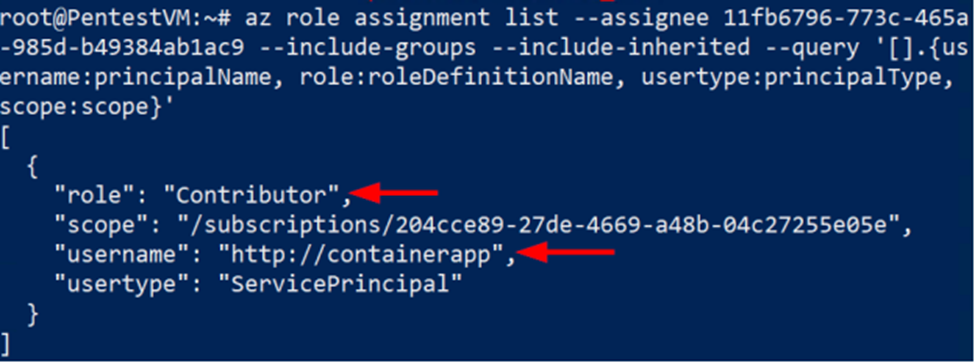 root@PentestVM:~# az role assignment list --assignee 11fb6796-773c-465a
-985d-b49384ab1ac9 --include-groups --include-inherited --query '[].{us
ername:principalName, role:roleDefinitionName, usertype:principalType,
scope:scope}'
[
  {
    "role": "Contributor",
    "scope": "/subscriptions/204cce89-27de-4669-a48b-04c27255e05e",
    "username": "http://containerapp",
    "usertype": "ServicePrincipal"
  }
]